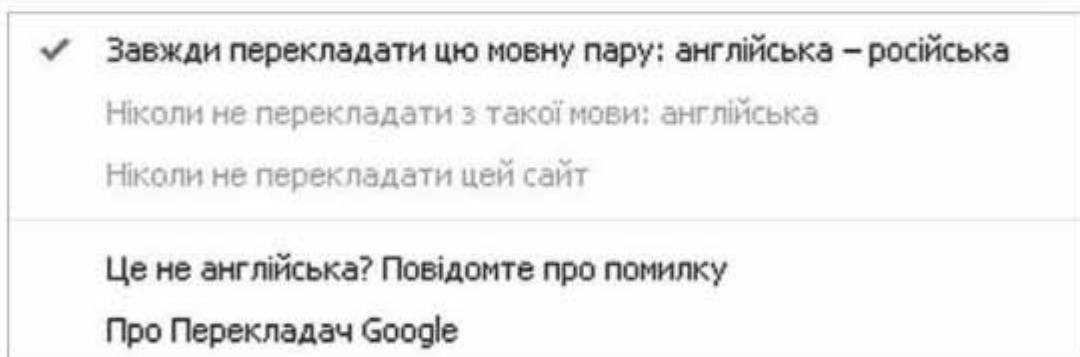 Завжди перекладати цю мовну пару: англійська – російська
Ніколи не перекладати з такої мови: англійська
Ніколи не перекладати цей сайт
Це не англійська? Повідомте про помилку
Про Перекладач Google